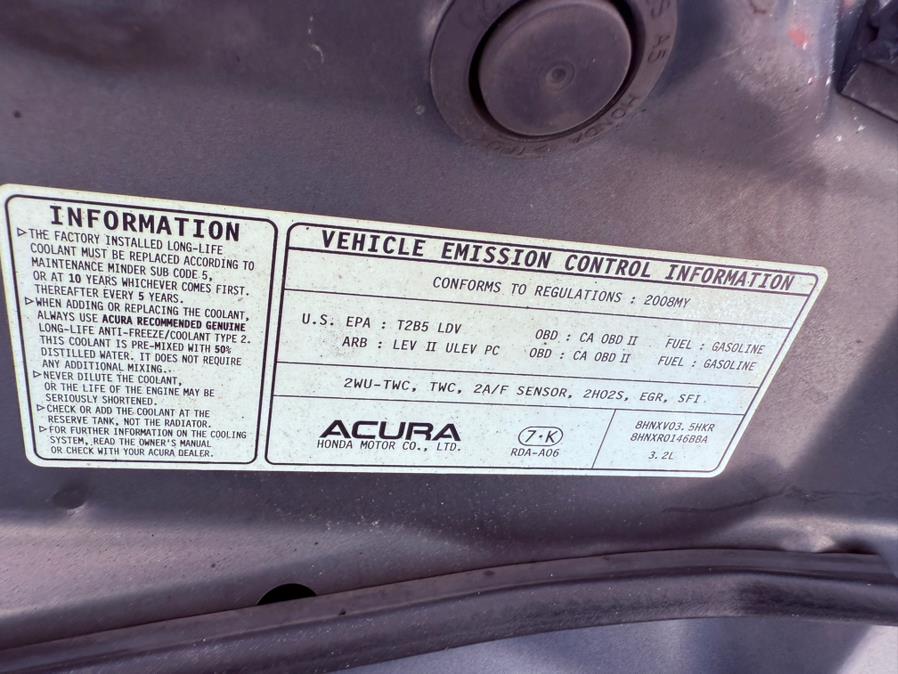 HONDA
A5
INFORMATION
▷THE FACTORY INSTALLED LONG-LIFE
COOLANT MUST BE REPLACED ACCORDING TO
MAINTENANCE MINDER SUB CODE 5,
OR AT 10 YEARS WHICHEVER COMES FIRST.
THEREAFTER EVERY 5 YEARS.
▷WHEN ADDING OR REPLACING THE COOLANT,
ALWAYS USE ACURA RECOMMENDED GENUINE
LONG-LIFE ANTI-FREEZE/COOLANT TYPE 2.
THIS COOLANT IS PRE-MIXED WITH 50%
DISTILLED WATER. IT DOES NOT REQUIRE
ANY ADDITIONAL MIXING.
▷NEVER DILUTE THE COOLANT,
OR THE LIFE OF THE ENGINE MAY BE
SERIOUSLY SHORTENED.
▷CHECK OR ADD THE COOLANT AT THE
RESERVE TANK, NOT THE RADIATOR.
▷FOR FURTHER INFORMATION ON THE COOLING
SYSTEM, READ THE OWNER'S MANUAL
OR CHECK WITH YOUR ACURA DEALER.
VEHICLE EMISSION CONTROL INFORMATION
CONFORMS TO REGULATIONS : 2008MY
U.S. EPA : T2B5 LDV OBD : CA OBD II FUEL : GASOLINE
ARB : LEV II ULEV PC OBD : CA OBD II FUEL : GASOLINE
2WU-TWC, TWC, 2A/F SENSOR, 2HO2S, EGR, SFI
ACURA
HONDA MOTOR CO., LTD.
7·K
RDA-A06
8HNXV03.5HKR
8HNXR0146BBA
3.2L